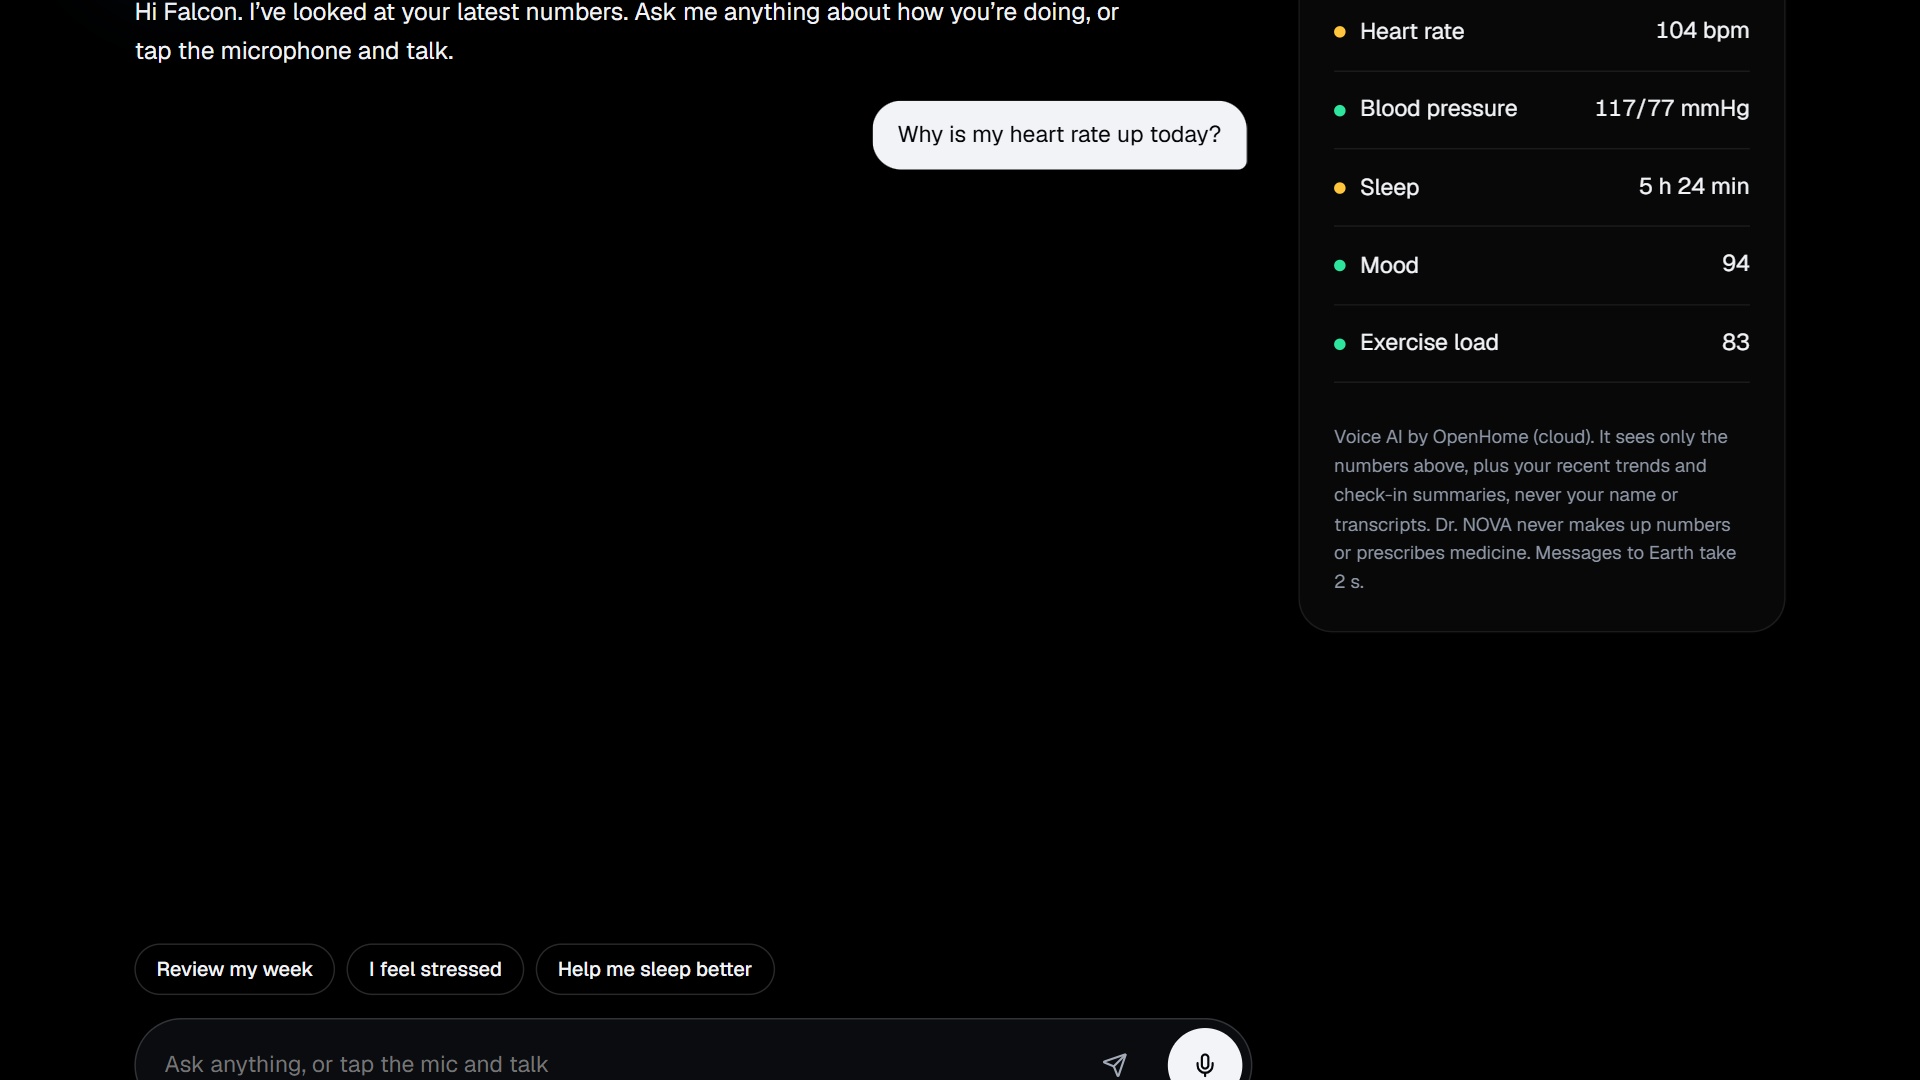 Hi Falcon. I’ve looked at your latest numbers. Ask me anything about how you’re doing, or
tap the microphone and talk.
Why is my heart rate up today?
Review my week
I feel stressed
Help me sleep better
Ask anything, or tap the mic and talk
Heart rate 104 bpm
Blood pressure 117/77 mmHg
Sleep 5 h 24 min
Mood 94
Exercise load 83
Voice AI by OpenHome (cloud). It sees only the
numbers above, plus your recent trends and
check-in summaries, never your name or
transcripts. Dr. NOVA never makes up numbers
or prescribes medicine. Messages to Earth take
2 s.